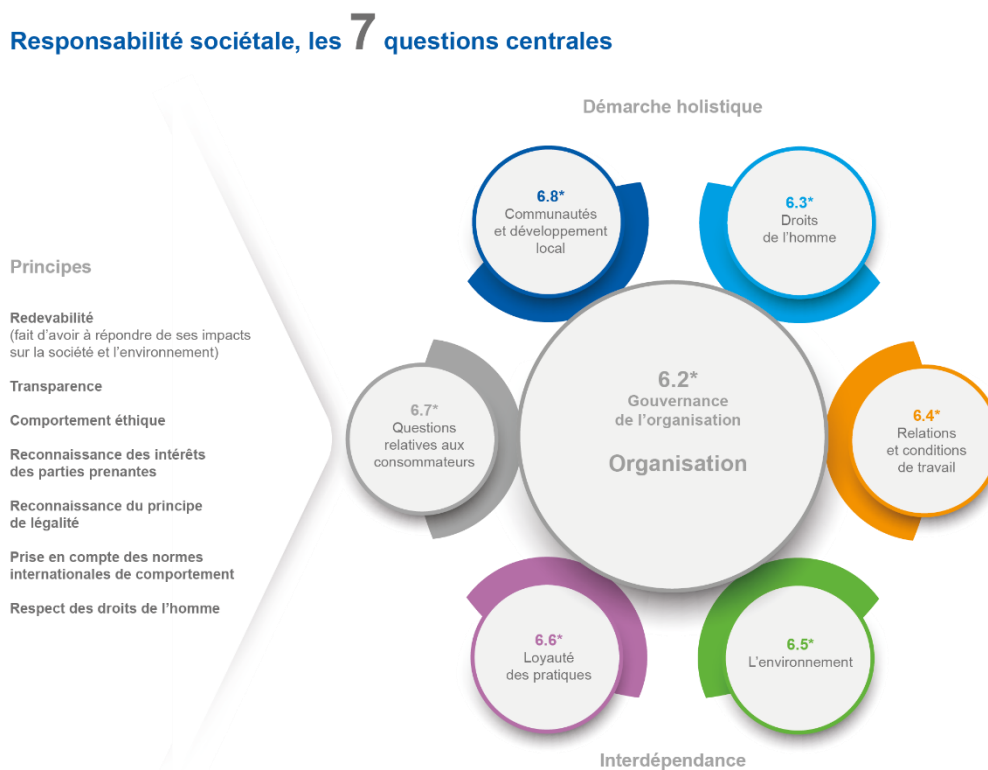 Responsabilité sociétale, les 7 questions centrales
Démarche holistique
Principes
Redevabilité
(fait d'avoir à répondre de ses impacts
sur la société et l'environnement)
Transparence
Comportement éthique
Reconnaissance des intérêts
des parties prenantes
Reconnaissance du principe
de légalité
Prise en compte des normes
internationales de comportement
Respect des droits de l'homme
6.8*
Communautés
et développement
local
6.3*
Droits
de l'homme
6.2*
Gouvernance
de l'organisation
Organisation
6.7*
Questions
relatives aux
consommateurs
6.4*
Relations
et conditions
de travail
6.6*
Loyauté
des pratiques
6.5*
L'environnement
Interdépendance